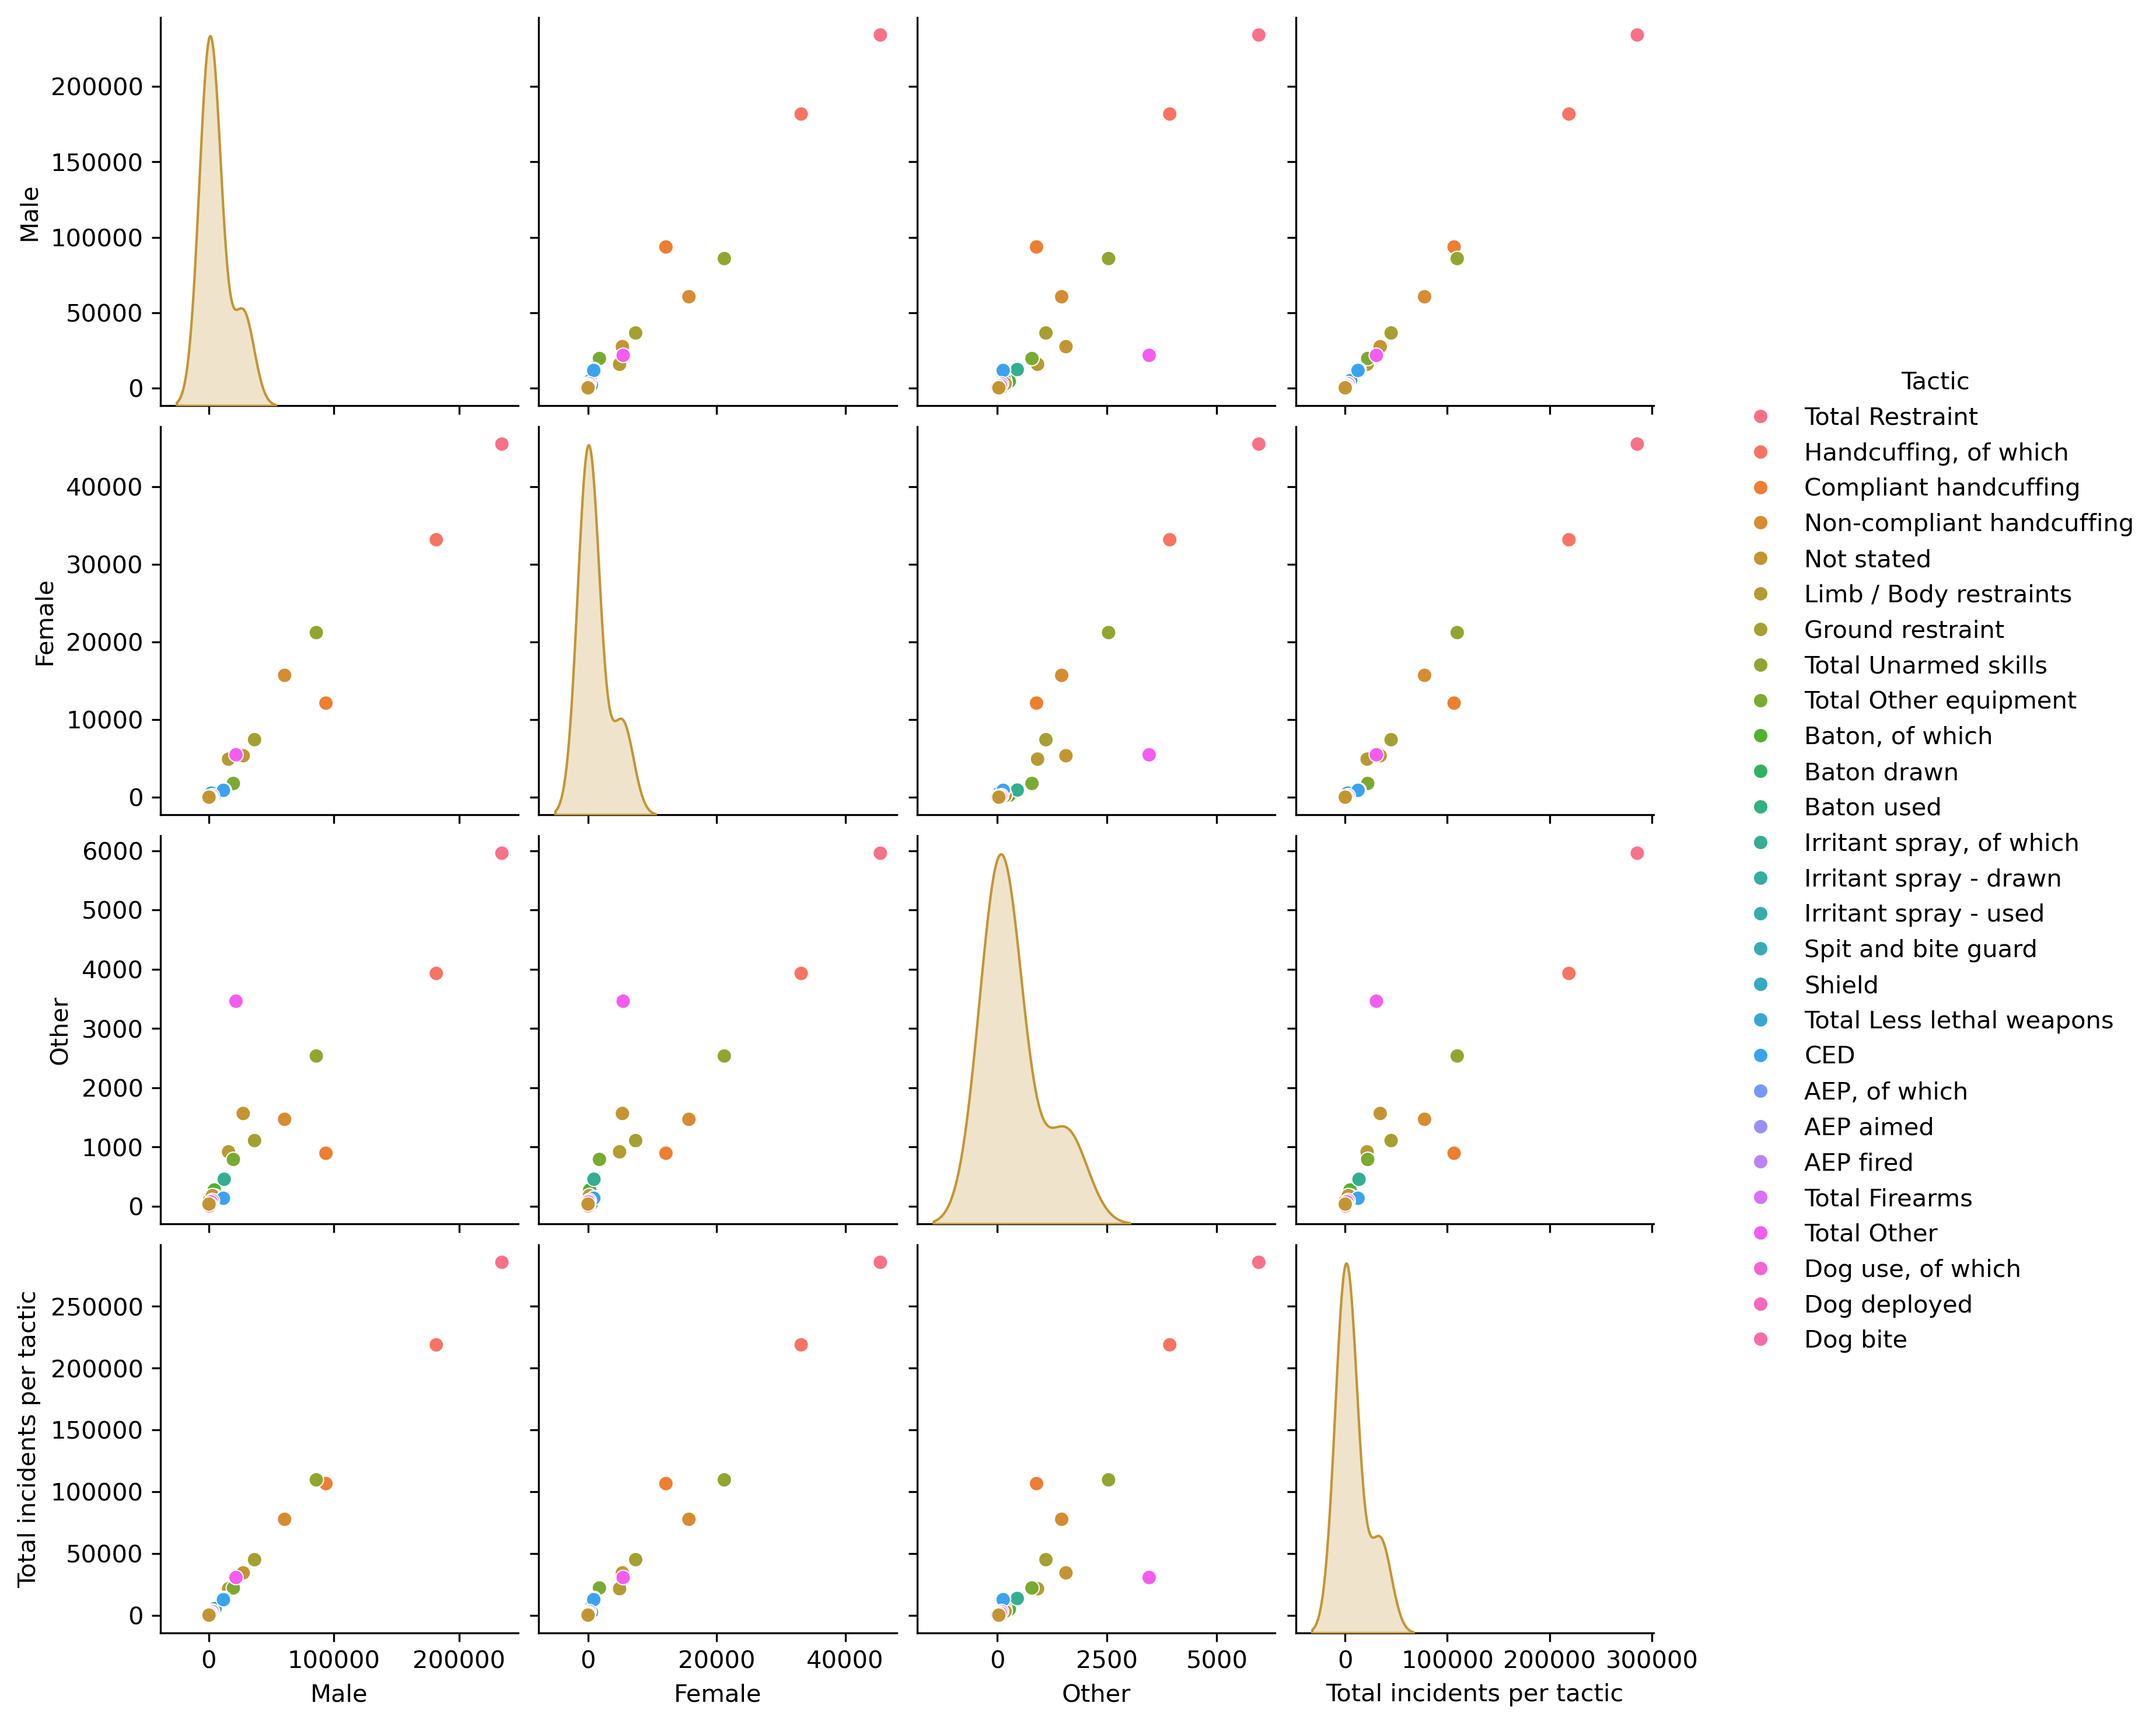 200000
150000
100000
50000
0
Male
40000
30000
20000
10000
0
Female
6000
5000
4000
3000
2000
1000
0
Other
250000
200000
150000
100000
50000
0
Total incidents per tactic
0 100000 200000
Male
0 20000 40000
Female
0 2500 5000
Other
0 100000 200000 300000
Total incidents per tactic
Tactic
Total Restraint
Handcuffing, of which
Compliant handcuffing
Non-compliant handcuffing
Not stated
Limb / Body restraints
Ground restraint
Total Unarmed skills
Total Other equipment
Baton, of which
Baton drawn
Baton used
Irritant spray, of which
Irritant spray - drawn
Irritant spray - used
Spit and bite guard
Shield
Total Less lethal weapons
CED
AEP, of which
AEP aimed
AEP fired
Total Firearms
Total Other
Dog use, of which
Dog deployed
Dog bite